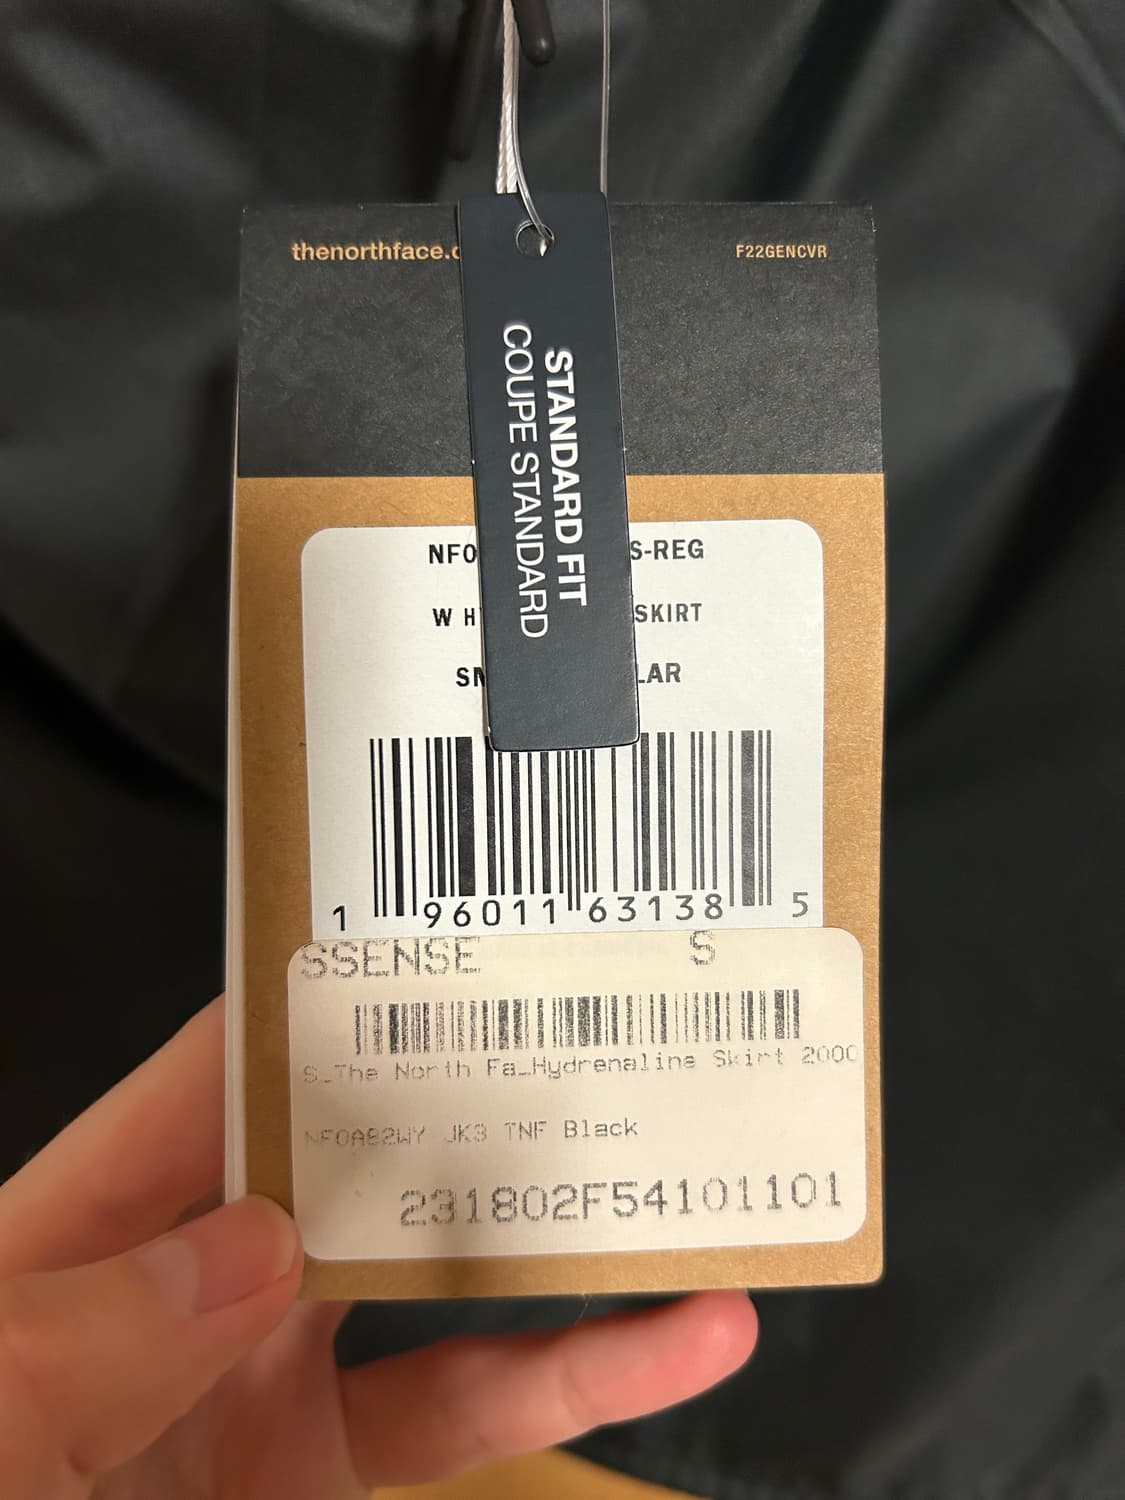 thenorthface.c
F22GENCVR
STANDARD FIT
COUPE STANDARD
NF0 S-REG
W H SKIRT
SM LAR
1 96011 63138 5
SSENSE S
S_The North Fa_Hydrenaline Skirt 2000
NF0A82WY JK3 TNF Black
231802F54101101